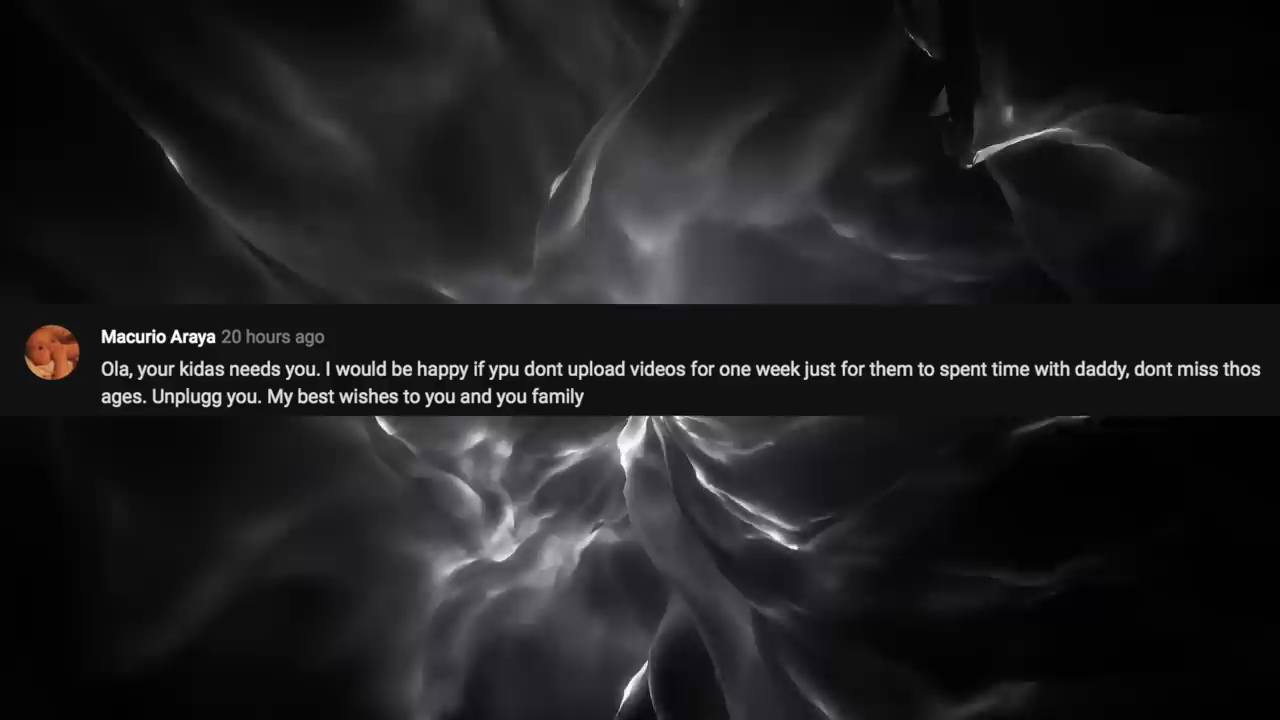 Macurio Araya 20 hours ago
Ola, your kidas needs you. I would be happy if ypu dont upload videos for one week just for them to spent time with daddy, dont miss thos
ages. Unplugg you. My best wishes to you and you family